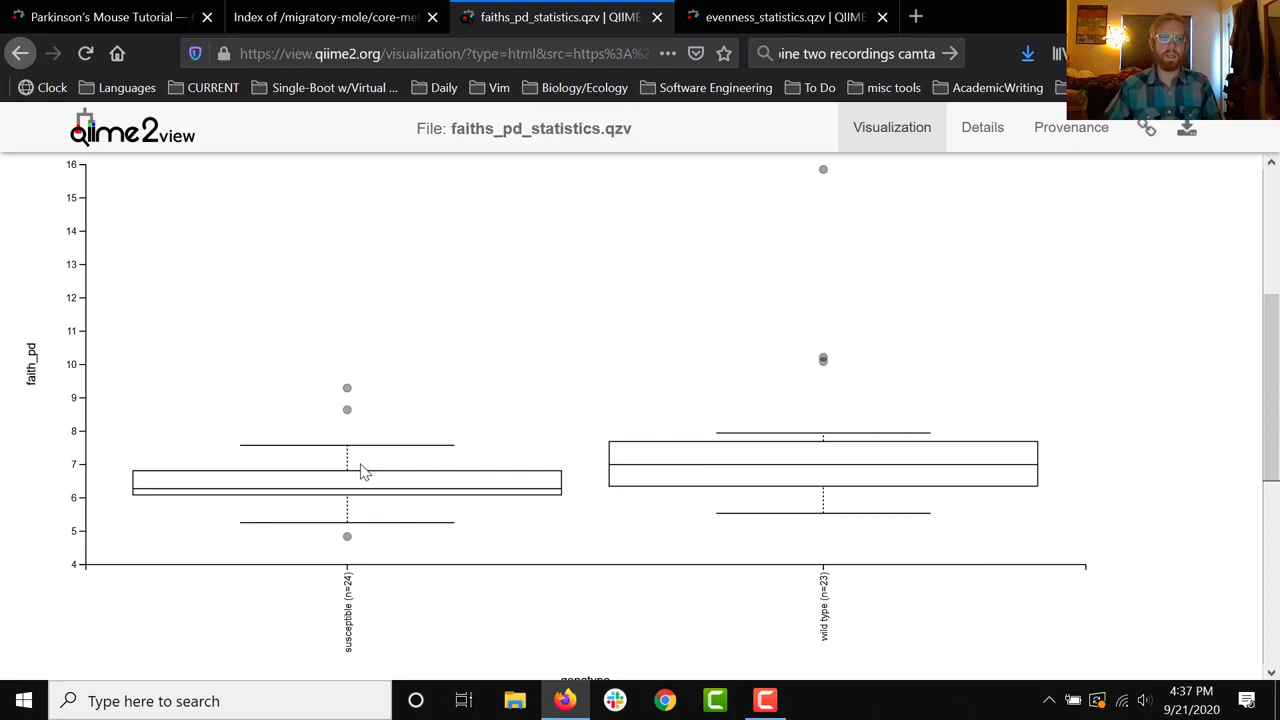 Parkinson's Mouse Tutorial —
Index of /migratory-mole/core-met
faiths_pd_statistics.qzv | QIIME
evenness_statistics.qzv | QIIME
https://view.qiime2.org/visualization/?type=html&src=https%3A%
ine two recordings camta
Clock
Languages
CURRENT
Single-Boot w/Vin...
Daily
Vim
Biology/Ecology
Software Engineering
To Do
misc tools
AcademicWriting
qiime2view
File: faiths_pd_statistics.qzv
Visualization
Details
Provenance
16
15
14
13
12
11
10
9
8
7
6
5
4
faith_pd
susceptible (n=24)
wild type (n=23)
genotype
Type here to search
4:37 PM
9/21/2020